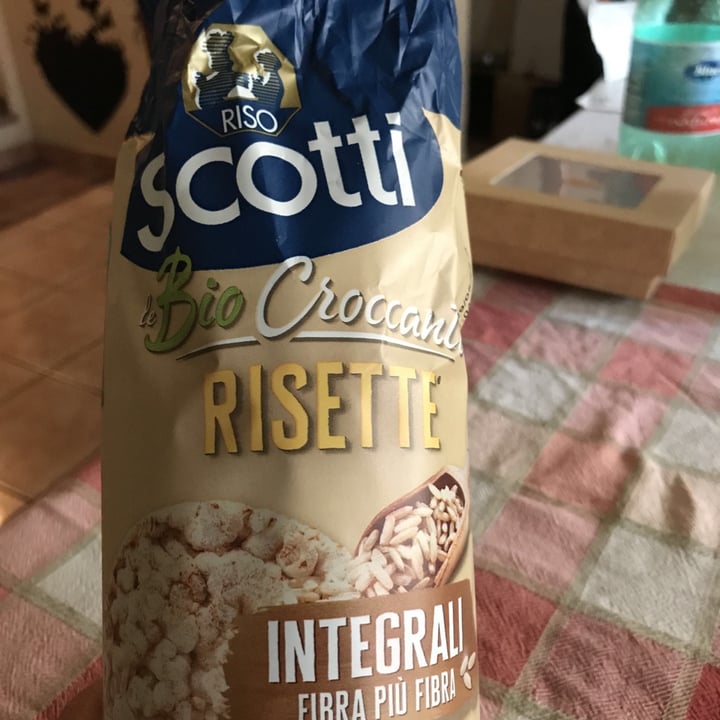 RISO
scotti
le Bio Croccanti
RISETTE
INTEGRALI
FIBRA PIÙ FIBRA